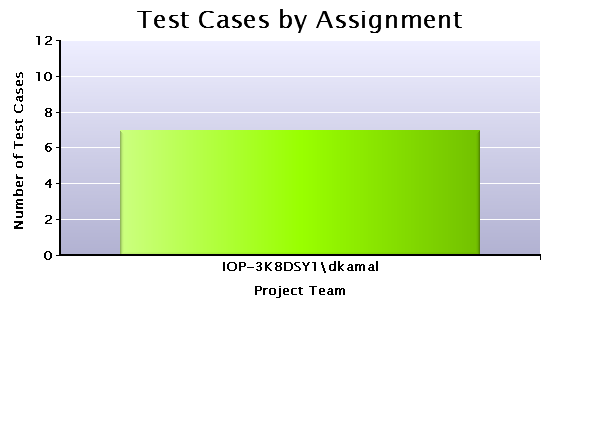 Test Cases by Assignment
12
10
8
6
4
2
0
Number of Test Cases
IOP-3K8DSY1\dkamal
Project Team